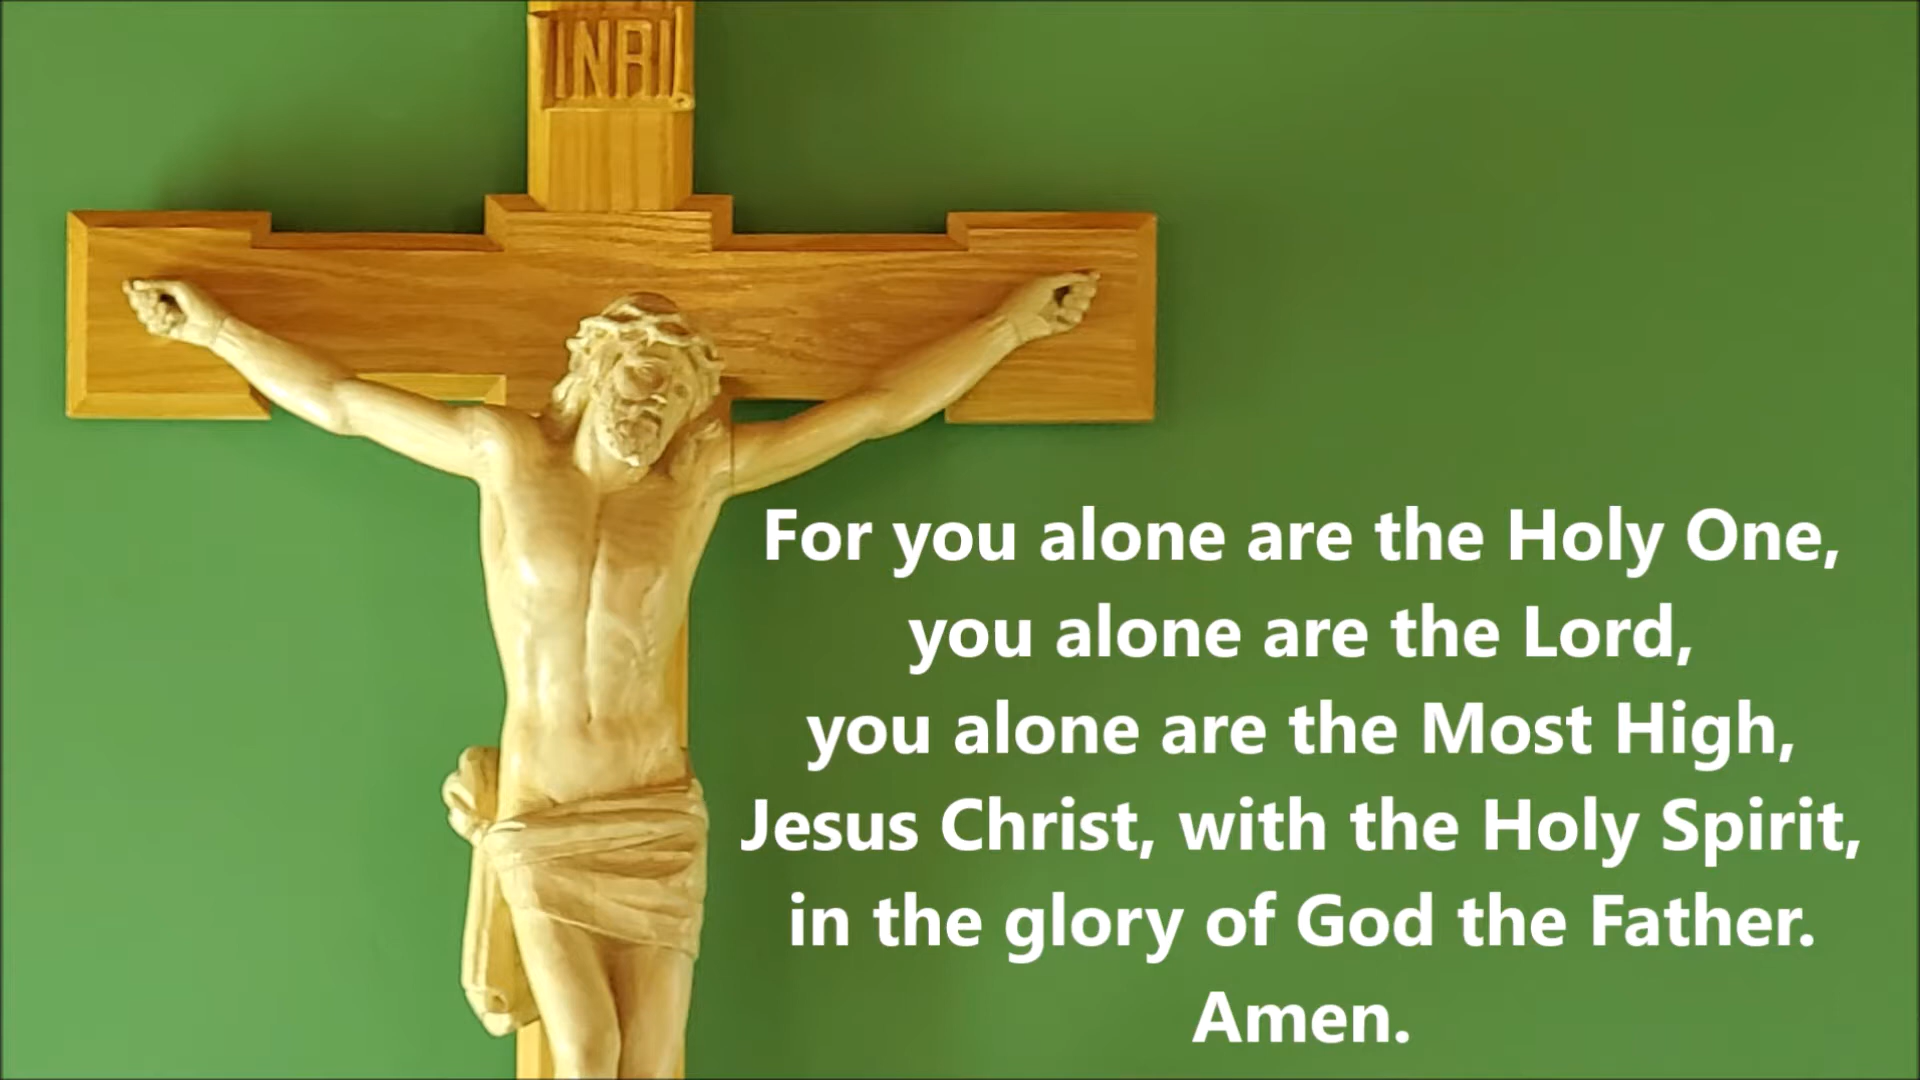 INRI
For you alone are the Holy One,
you alone are the Lord,
you alone are the Most High,
Jesus Christ, with the Holy Spirit,
in the glory of God the Father.
Amen.